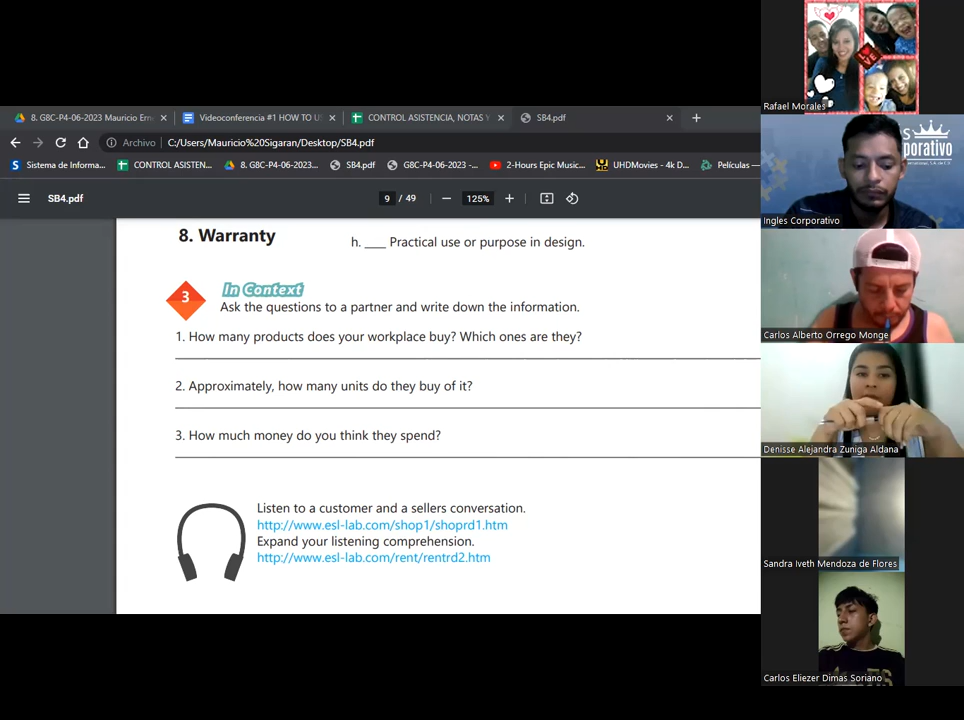 8. G8C-P4-06-2023 Mauricio Ern
Videoconferencia #1 HOW TO U
CONTROL ASISTENCIA, NOTAS
SB4.pdf
Archivo
C:/Users/Mauricio%20Sigaran/Desktop/SB4.pdf
Sistema de Informa...
CONTROL ASISTEN...
8. G8C-P4-06-2023...
SB4.pdf
G8C-P4-06-2023 -...
2-Hours Epic Music...
UHDMovies - 4k D...
Películas
SB4.pdf
9 / 49
125%
8. Warranty
h. ___ Practical use or purpose in design.
3
In Context
Ask the questions to a partner and write down the information.
1. How many products does your workplace buy? Which ones are they?
2. Approximately, how many units do they buy of it?
3. How much money do you think they spend?
Listen to a customer and a sellers conversation.
http://www.esl-lab.com/shop1/shoprd1.htm
Expand your listening comprehension.
http://www.esl-lab.com/rent/rentrd2.htm
Rafael Morales
porativo
Ingles Corporativo
Carlos Alberto Orrego Monge
Denisse Alejandra Zuniga Aldana
Sandra Iveth Mendoza de Flores
Carlos Eliezer Dimas Soriano